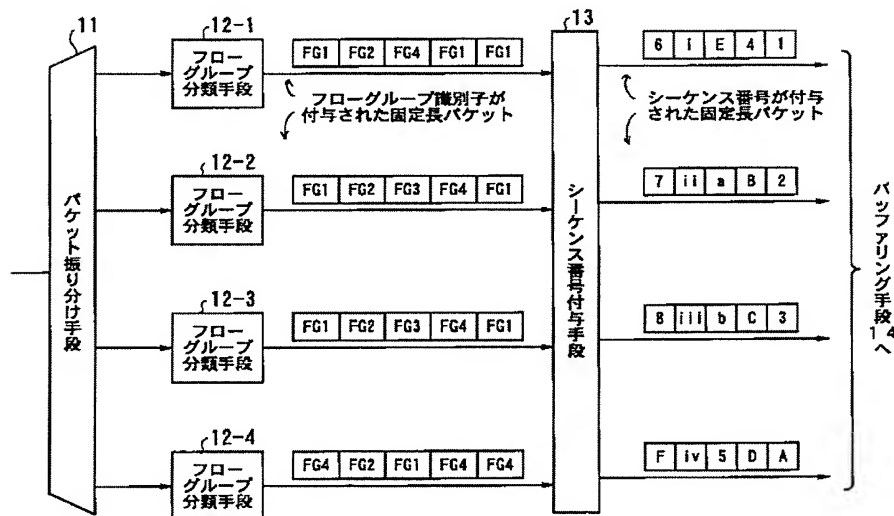 11
12-1
フロー
グループ
分類手段
FG1 FG2 FG4 FG1 FG1
フローグループ識別子が
付与された固定長パケット
13
6 i E 4 1
シーケンス番号が付与
された固定長パケット
12-2
フロー
グループ
分類手段
FG1 FG2 FG3 FG4 FG1
7 ii a B 2
パケット振り分け手段
シーケンス番号付与手段
バッファリング手段14へ
12-3
フロー
グループ
分類手段
FG1 FG2 FG3 FG4 FG1
8 iii b C 3
12-4
フロー
グループ
分類手段
FG4 FG2 FG1 FG4 FG4
F iv 5 D A